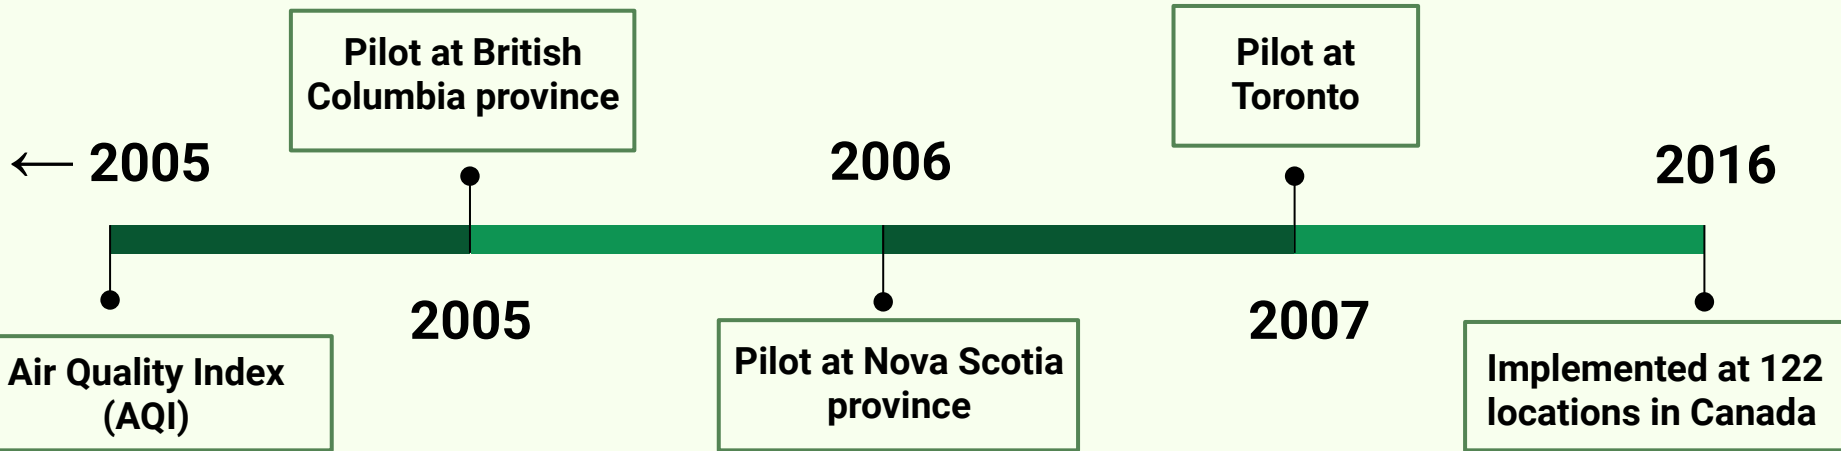 Pilot at British
Columbia province
Pilot at
Toronto
← 2005
2006
2016
2005
2007
Air Quality Index
(AQI)
Pilot at Nova Scotia
province
Implemented at 122
locations in Canada